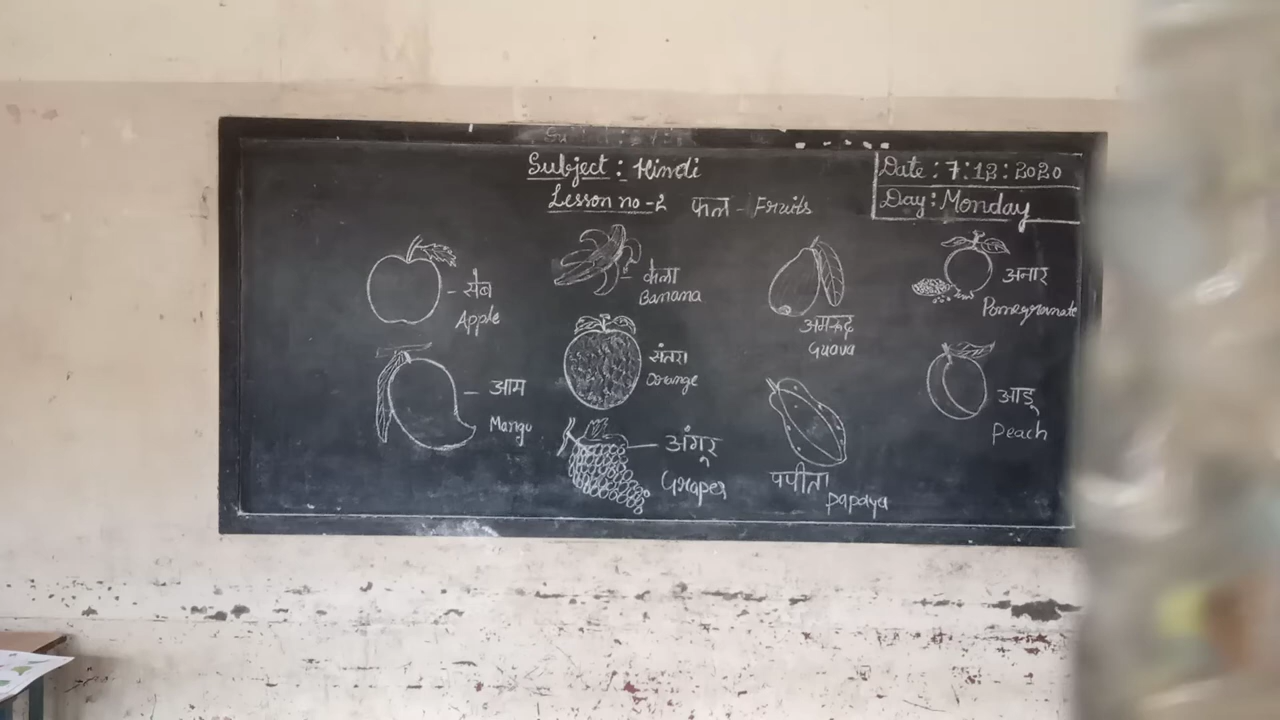 Subject : Hindi
Date : 7:12:2020
Lesson no -2 फल - Fruits
Day : Monday
सेब
Apple
केला
Banana
अमरूद
Guava
अनार
Pomegranate
आम
Mango
संतरा
Orange
अंगूर
Grapes
पपीता
papaya
आड़ू
Peach